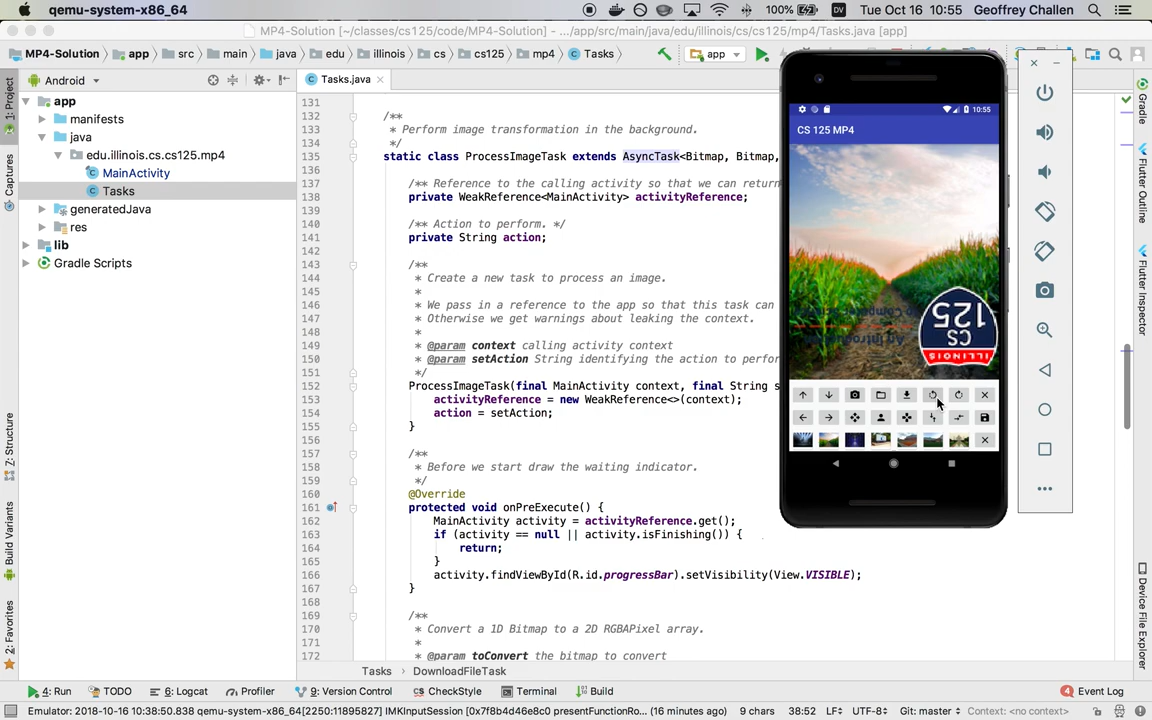 qemu-system-x86_64 100% DV Tue Oct 16 10:55 Geoffrey Challen
MP4-Solution [~/classes/cs125/code/MP4-Solution] - .../app/src/main/java/edu/illinois/cs/cs125/mp4/Tasks.java [app]
MP4-Solution app src main java edu illinois cs cs125 mp4 Tasks app
Android Tasks.java
1: Project
Captures
7: Structure
Build Variants
2: Favorites
app
manifests
java
edu.illinois.cs.cs125.mp4
MainActivity
Tasks
generatedJava
res
lib
Gradle Scripts
131
132 /**
133 * Perform image transformation in the background.
134 */
135 static class ProcessImageTask extends AsyncTask<Bitmap, Bitmap,
136
137 /** Reference to the calling activity so that we can return
138 private WeakReference<MainActivity> activityReference;
139
140 /** Action to perform. */
141 private String action;
142
143 /**
144 * Create a new task to process an image.
145 *
146 * We pass in a reference to the app so that this task can
147 * Otherwise we get warnings about leaking the context.
148 *
149 * @param context calling activity context
150 * @param setAction String identifying the action to perfor
151 */
152 ProcessImageTask(final MainActivity context, final String s
153 activityReference = new WeakReference<>(context);
154 action = setAction;
155 }
156
157 /**
158 * Before we start draw the waiting indicator.
159 */
160 @Override
161 protected void onPreExecute() {
162 MainActivity activity = activityReference.get();
163 if (activity == null || activity.isFinishing()) {
164 return;
165 }
166 activity.findViewById(R.id.progressBar).setVisibility(View.VISIBLE);
167 }
168
169 /**
170 * Convert a 1D Bitmap to a 2D RGBAPixel array.
171 *
172 * @param toConvert the bitmap to convert
10:55
CS 125 MP4
An Introduction
to Computer Science
ILLINOIS
CS
125
Gradle
Flutter Outline
Flutter Inspector
Device File Explorer
Tasks › DownloadFileTask
4: Run TODO 6: Logcat Profiler 9: Version Control CheckStyle Terminal Build 4 Event Log
Emulator: 2018-10-16 10:38:50.838 qemu-system-x86_64[2250:11895827] IMKInputSession [0x7f8b4d46e8c0 presentFunctionRo... (16 minutes ago) 9 chars 38:52 LF UTF-8 Git: master Context: <no context>